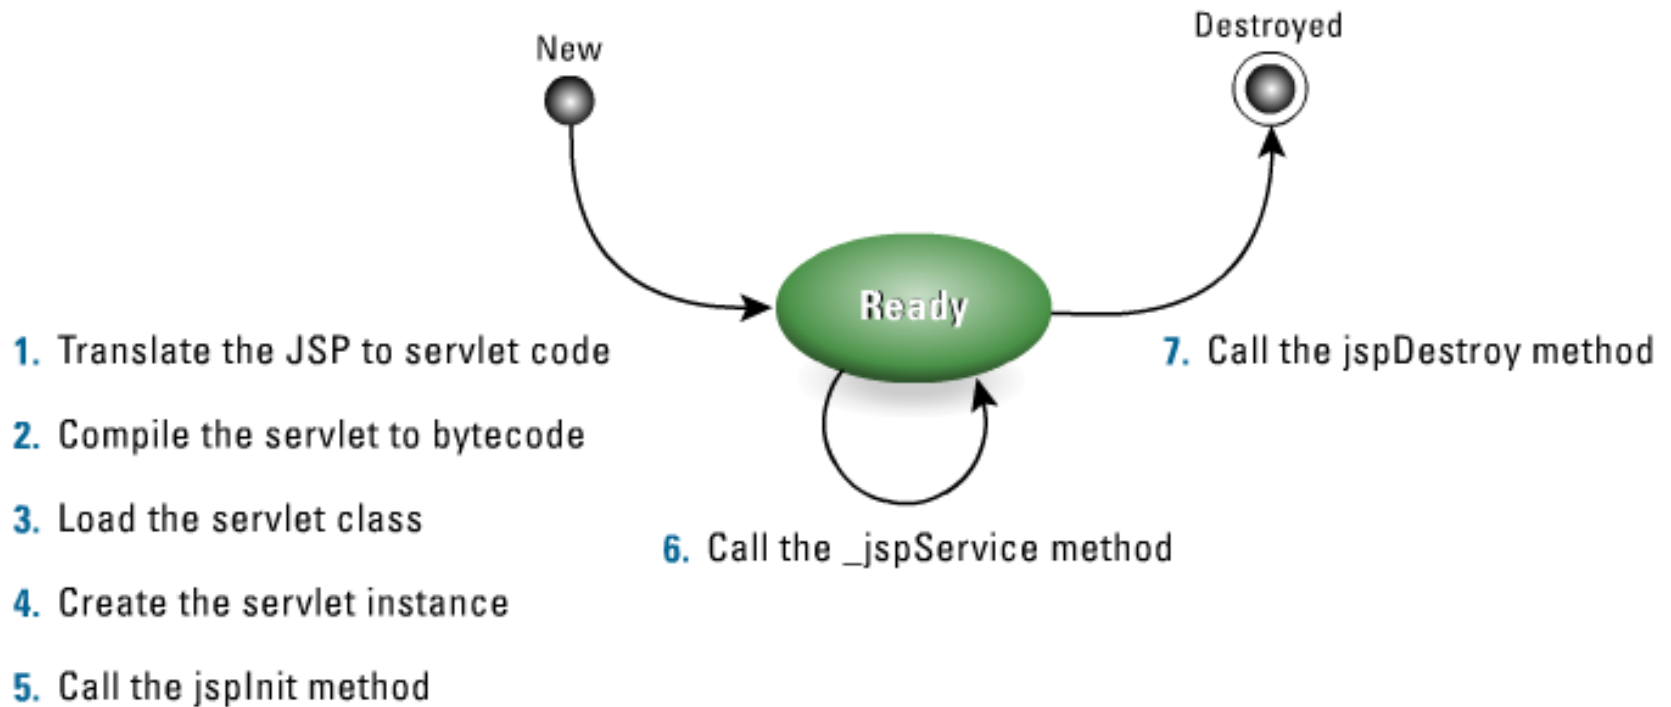 New
Destroyed
Ready
1. Translate the JSP to servlet code
2. Compile the servlet to bytecode
3. Load the servlet class
4. Create the servlet instance
5. Call the jspInit method
6. Call the _jspService method
7. Call the jspDestroy method